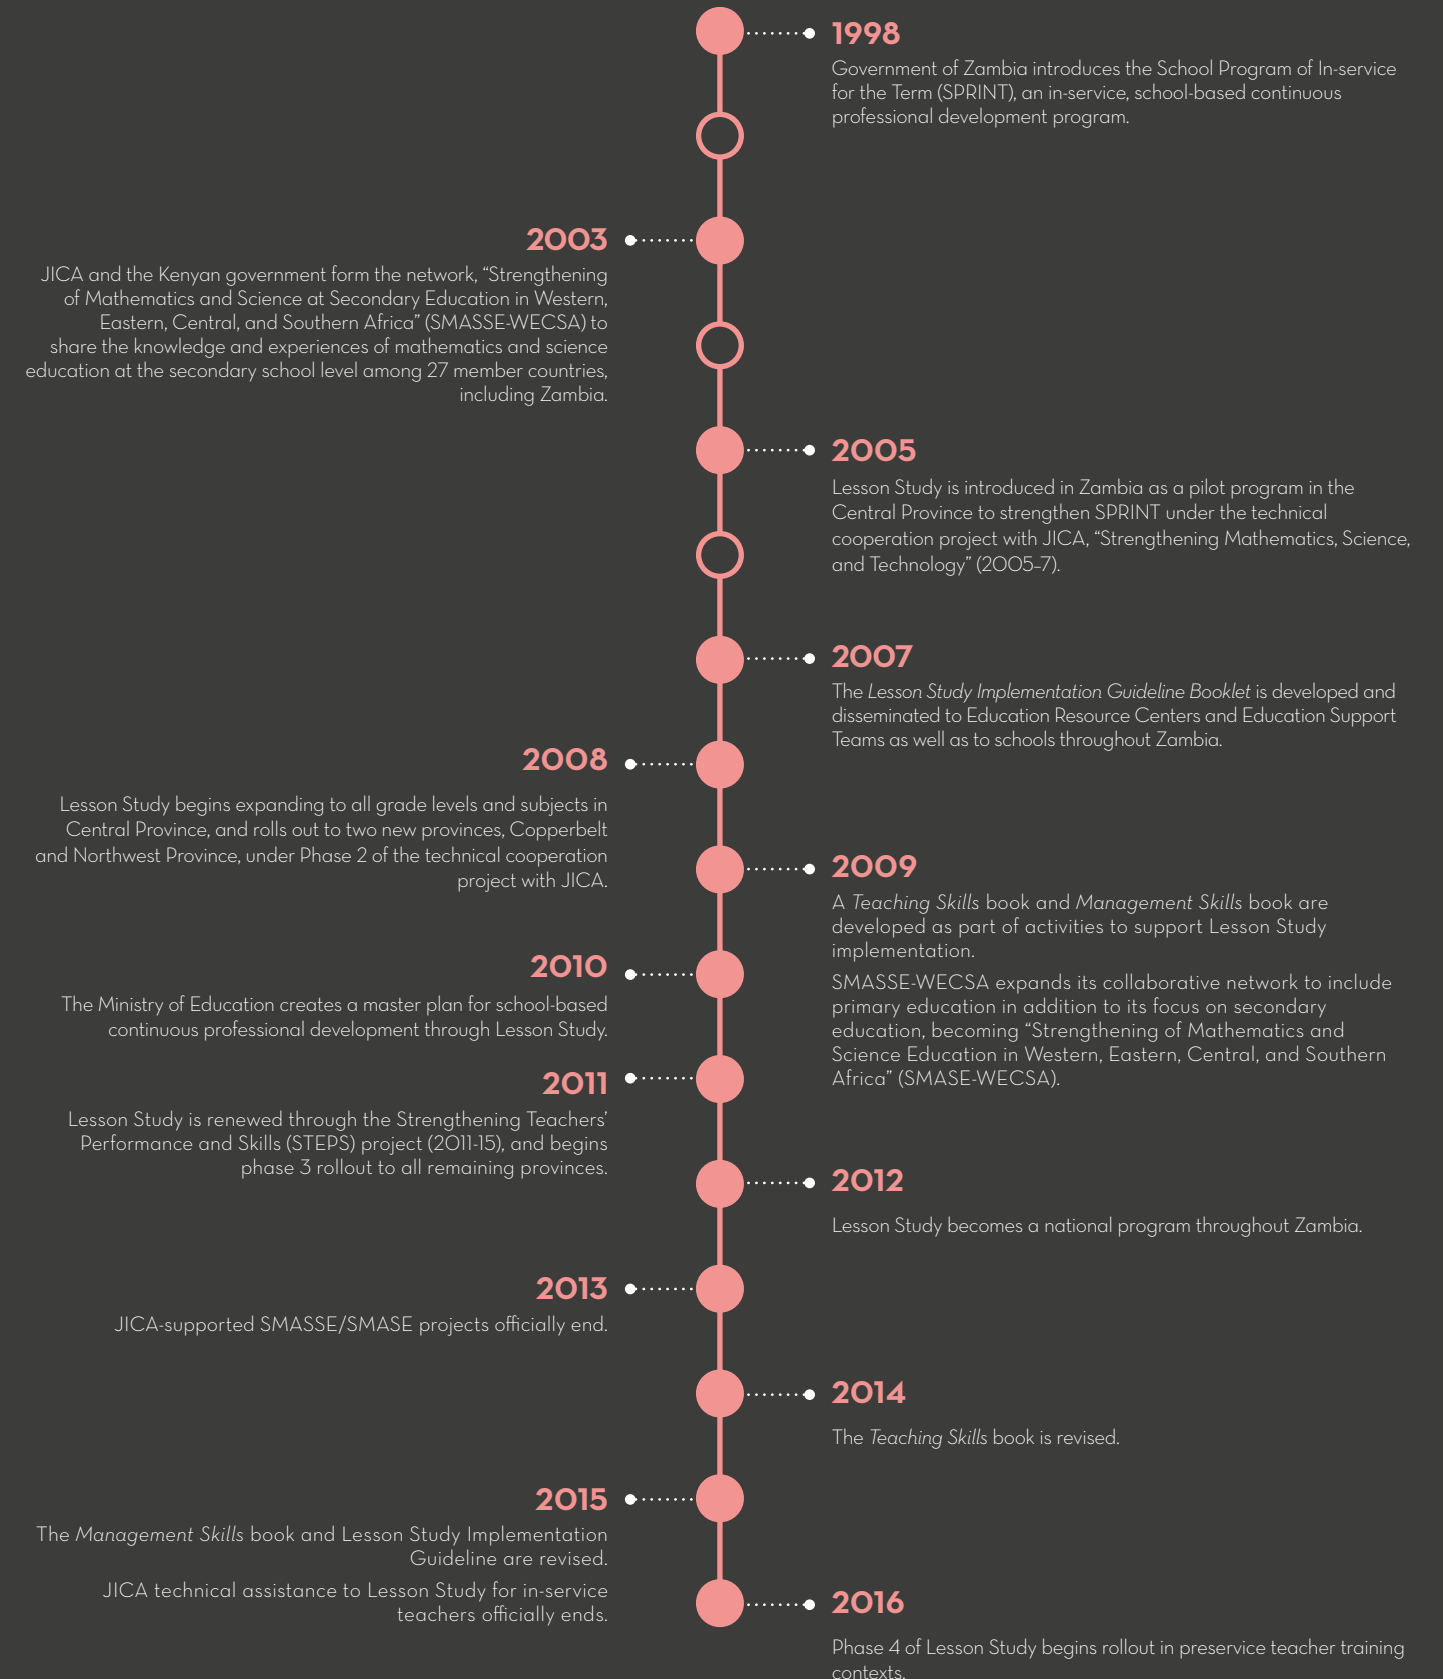 1998
Government of Zambia introduces the School Program of In-service
for the Term (SPRINT), an in-service, school-based continuous
professional development program.
2003
JICA and the Kenyan government form the network, “Strengthening
of Mathematics and Science at Secondary Education in Western,
Eastern, Central, and Southern Africa” (SMASSE-WECSA) to
share the knowledge and experiences of mathematics and science
education at the secondary school level among 27 member countries,
including Zambia.
2005
Lesson Study is introduced in Zambia as a pilot program in the
Central Province to strengthen SPRINT under the technical
cooperation project with JICA, “Strengthening Mathematics, Science,
and Technology” (2005–7).
2007
The Lesson Study Implementation Guideline Booklet is developed and
disseminated to Education Resource Centers and Education Support
Teams as well as to schools throughout Zambia.
2008
Lesson Study begins expanding to all grade levels and subjects in
Central Province, and rolls out to two new provinces, Copperbelt
and Northwest Province, under Phase 2 of the technical cooperation
project with JICA.
2009
A Teaching Skills book and Management Skills book are
developed as part of activities to support Lesson Study
implementation.
SMASSE-WECSA expands its collaborative network to include
primary education in addition to its focus on secondary
education, becoming “Strengthening of Mathematics and
Science Education in Western, Eastern, Central, and Southern
Africa” (SMASE-WECSA).
2010
The Ministry of Education creates a master plan for school-based
continuous professional development through Lesson Study.
2011
Lesson Study is renewed through the Strengthening Teachers’
Performance and Skills (STEPS) project (2011-15), and begins
phase 3 rollout to all remaining provinces.
2012
Lesson Study becomes a national program throughout Zambia.
2013
JICA-supported SMASSE/SMASE projects officially end.
2014
The Teaching Skills book is revised.
2015
The Management Skills book and Lesson Study Implementation
Guideline are revised.
JICA technical assistance to Lesson Study for in-service
teachers officially ends.
2016
Phase 4 of Lesson Study begins rollout in preservice teacher training
contexts.